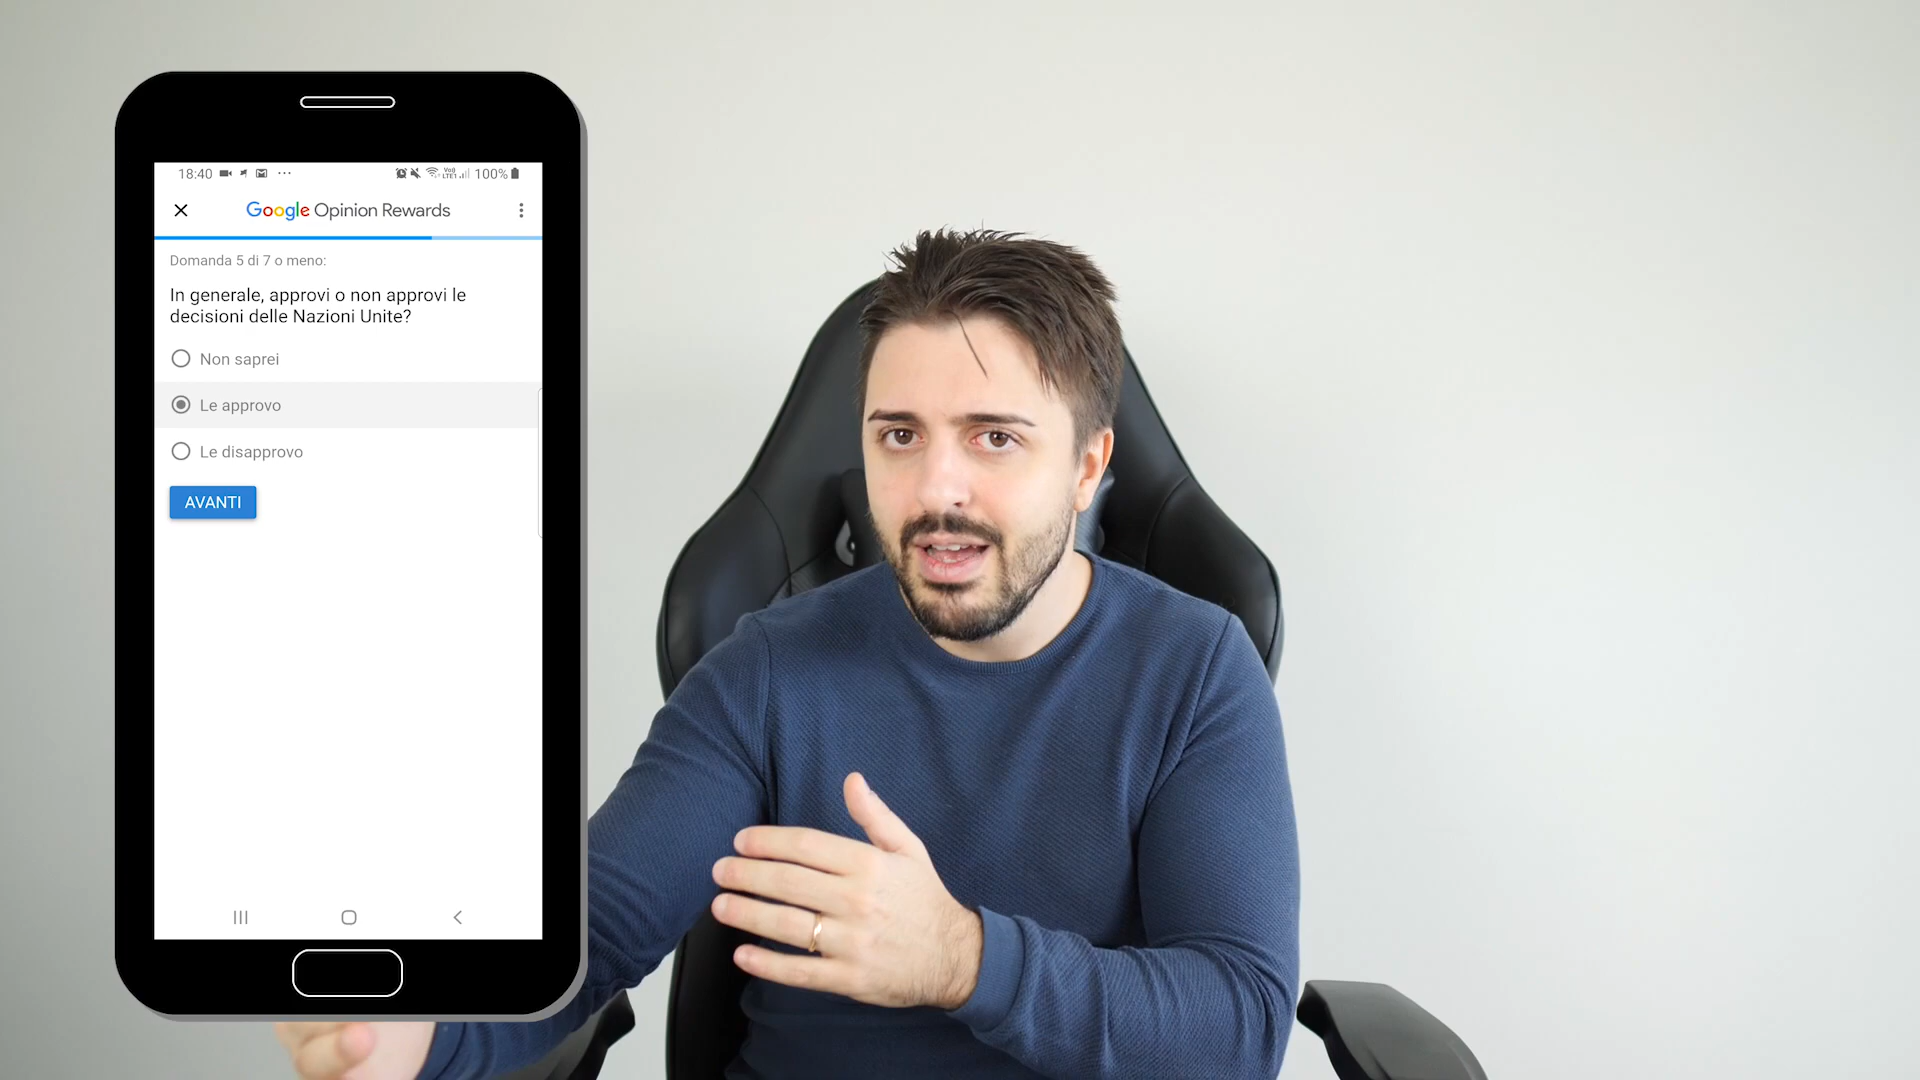 18:40 100%
Google Opinion Rewards
Domanda 5 di 7 o meno:
In generale, approvi o non approvi le
decisioni delle Nazioni Unite?
Non saprei
Le approvo
Le disapprovo
AVANTI